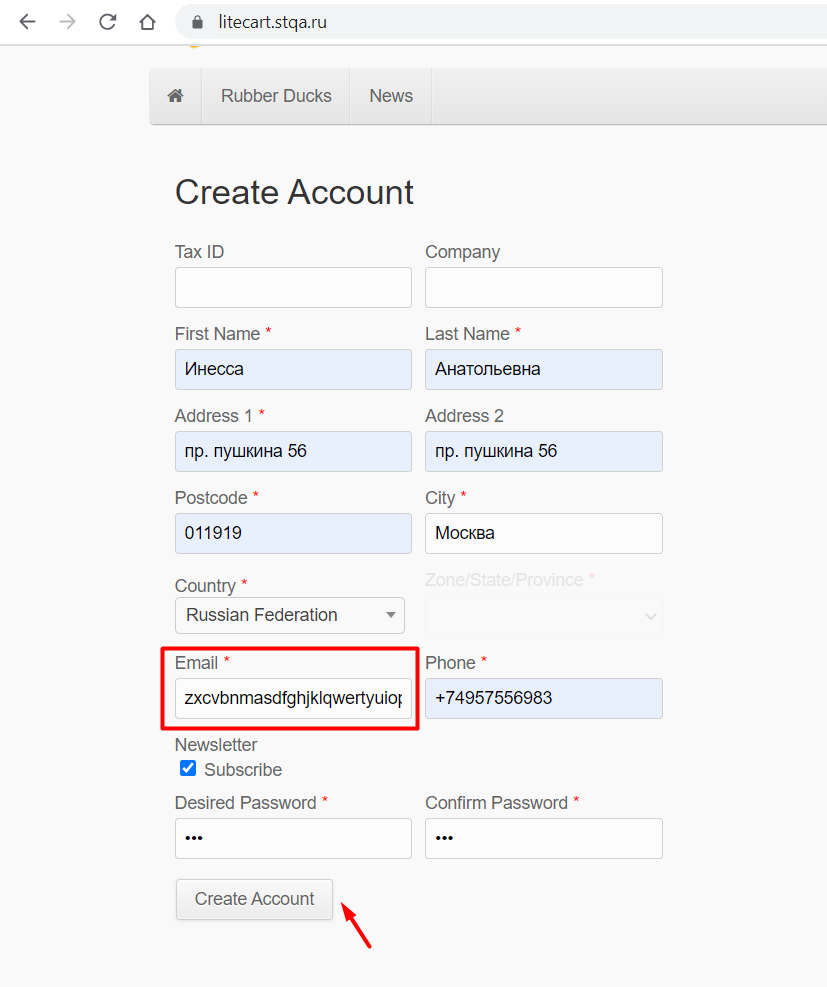 litecart.stqa.ru
Rubber Ducks News
Create Account
Tax ID Company
First Name * Last Name *
Инесса Анатольевна
Address 1 * Address 2
пр. пушкина 56 пр. пушкина 56
Postcode * City *
011919 Москва
Country * Zone/State/Province *
Russian Federation
Email * Phone *
zxcvbnmasdfghjklqwertyuiop +74957556983
Newsletter
Subscribe
Desired Password * Confirm Password *
••• •••
Create Account